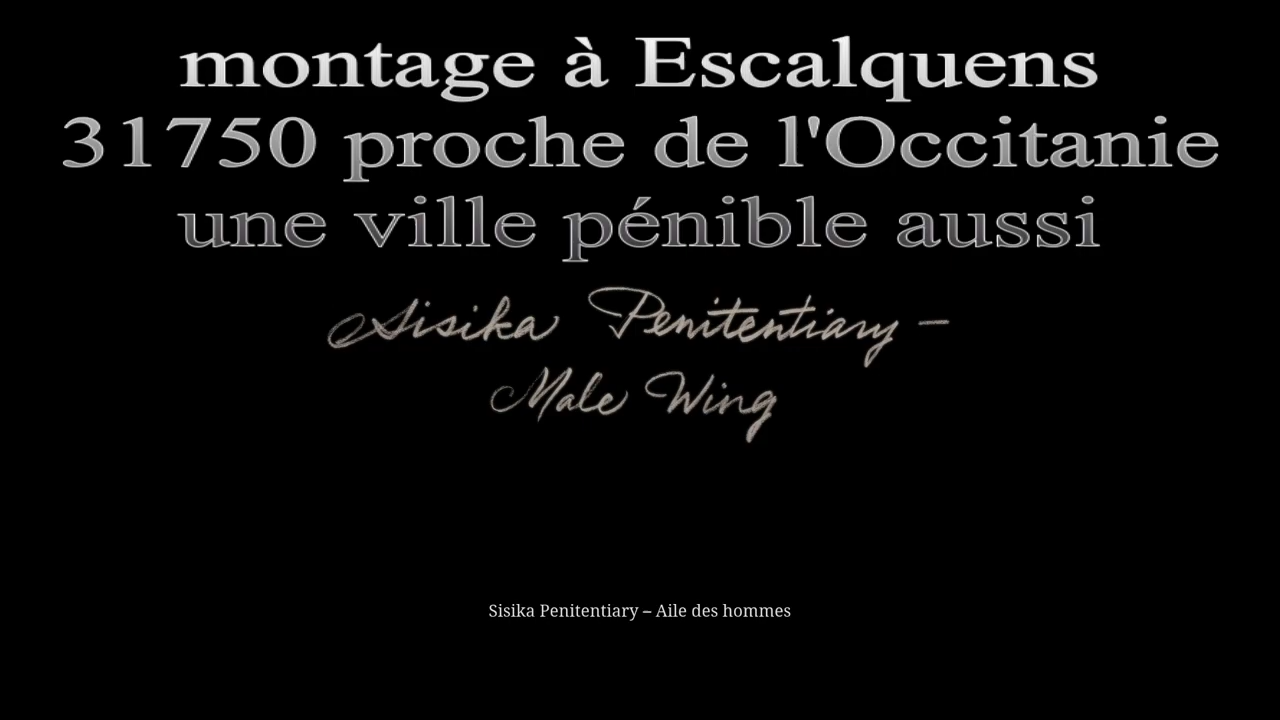 montage à Escalquens
31750 proche de l'Occitanie
une ville pénible aussi
Sisika Penitentiary –
Male Wing
Sisika Penitentiary – Aile des hommes